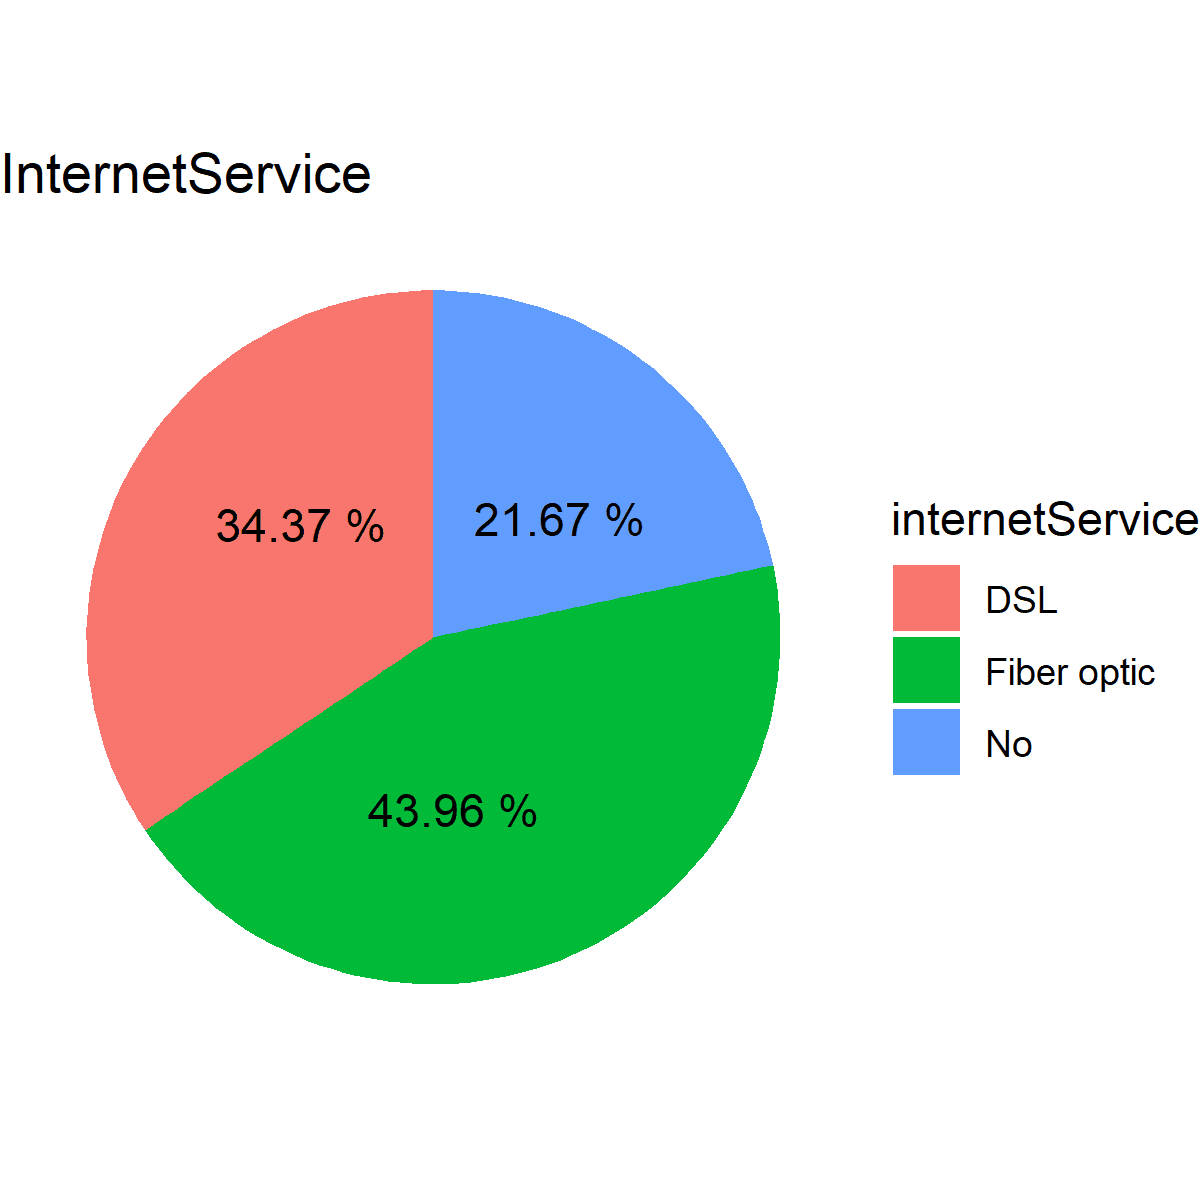 InternetService
34.37 %
21.67 %
43.96 %
internetService
DSL
Fiber optic
No